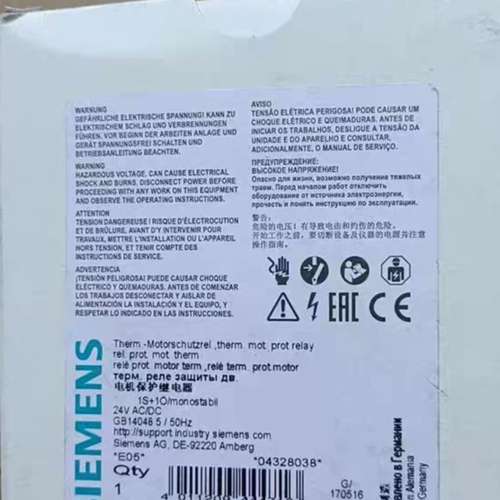 WARNUNG
GEFÄHRLICHE ELEKTRISCHE SPANNUNG! KANN ZU
ELEKTRISCHEM SCHLAG UND VERBRENNUNGEN
FÜHREN. VOR BEGINN DER ARBEITEN ANLAGE UND
GERÄT SPANNUNGSFREI SCHALTEN UND
BETRIEBSANLEITUNG BEACHTEN.
WARNING
HAZARDOUS VOLTAGE, CAN CAUSE ELECTRICAL
SHOCK AND BURNS. DISCONNECT POWER BEFORE
PROCEEDING WITH ANY WORK ON THIS EQUIPMENT
AND OBSERVE THE OPERATING INSTRUCTIONS.
ATTENTION
TENSION DANGEREUSE! RISQUE D'ÉLECTROCUTION
ET DE BRÛLURE. AVANT D'Y INTERVENIR POUR
TRAVAUX, METTRE L'INSTALLATION OU L'APPAREIL
HORS TENSION, ET TENIR COMPTE DES
INSTRUCTIONS DE SERVICE.
ADVERTENCIA
¡TENSIÓN PELIGROSA! PUEDE CAUSAR CHOQUE
ELÉCTRICO Y QUEMADURAS. ANTES DE COMENZAR
LOS TRABAJOS DESCONECTAR Y AISLAR DE
ALIMENTACIÓN LA INSTALACIÓN Y EL EQUIPO, Y
RESPETAR LO INDICADO EN LAS INSTRUCCIONES.
AVISO
TENSÃO ELÉTRICA PERIGOSA! PODE CAUSAR UM
CHOQUE ELÉTRICO E QUEIMADURAS. ANTES DE
INICIAR OS TRABALHOS, DESLIGUE A TENSÃO DA
UNIDADE E DO APARELHO E CONSULTAR,
ADICIONALMENTE, O MANUAL DE SERVIÇO.
ПРЕДУПРЕЖДЕНИЕ:
ВЫСОКОЕ НАПРЯЖЕНИЕ!
Опасно для жизни, возможно получение тяжелых
травм. Перед началом работ отключить
оборудование от источника электроэнергии,
прочесть и понять инструкцию по эксплуатации.
警告:
危险的电压!在导致电击和灼伤的危险。
开始工作之前,要切断设备及仪器的电源并注意
操作指南。
EAC CE
SIEMENS
Therm.-Motorschutzrel.,therm. mot. prot relay
rel. prot. mot. therm
relé prot. motor term.,relè term. prot.motor
терм. реле защиты дв.
电机保护继电器
1S+1Ö/monostabil
24V AC/DC
GB14048.5 / 50Hz
http://support.industry.siemens.com
Siemens AG, DE-92220 Amberg
"E05" "04328038"
Qty
1
G/
170516
Germany